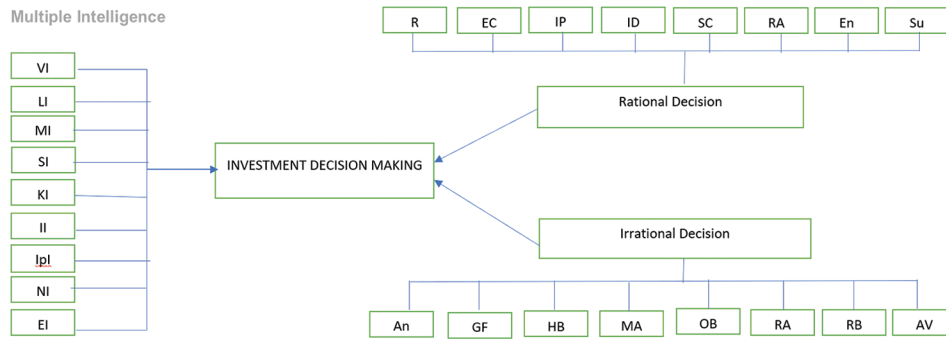 Multiple Intelligence
R EC IP ID SC RA En Su
VI
LI
MI
SI
KI
II
IpI
NI
EI
Rational Decision
INVESTMENT DECISION MAKING
Irrational Decision
An GF HB MA OB RA RB AV